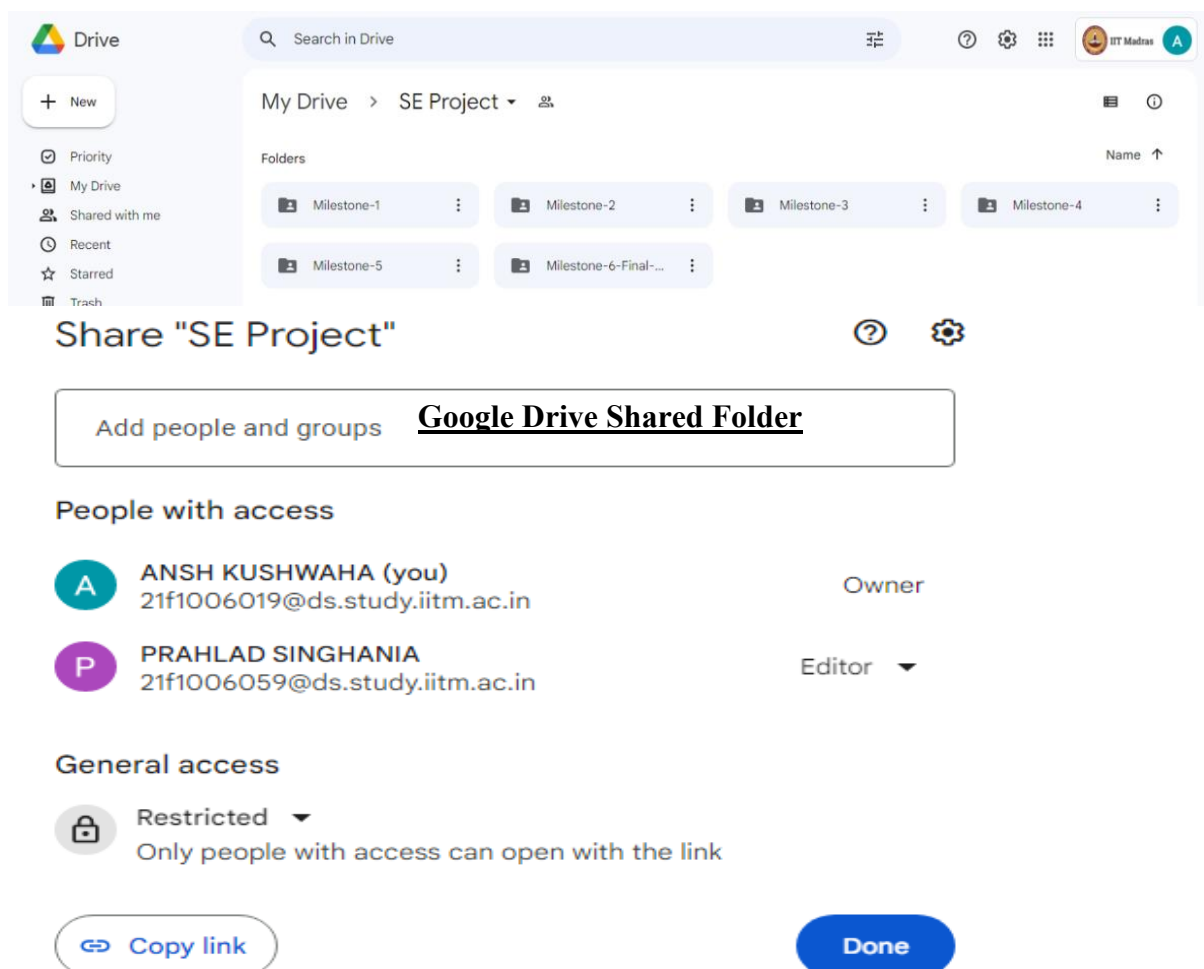 Drive
Search in Drive
IIT Madras A
New
My Drive > SE Project
Priority
Folders
Name
My Drive
Shared with me
Milestone-1
Milestone-2
Milestone-3
Milestone-4
Recent
Milestone-5
Milestone-6-Final-...
Starred
Trash
Share "SE Project"
Add people and groups
Google Drive Shared Folder
People with access
A
ANSH KUSHWAHA (you)
21f1006019@ds.study.iitm.ac.in
Owner
P
PRAHLAD SINGHANIA
21f1006059@ds.study.iitm.ac.in
Editor
General access
Restricted
Only people with access can open with the link
Copy link
Done